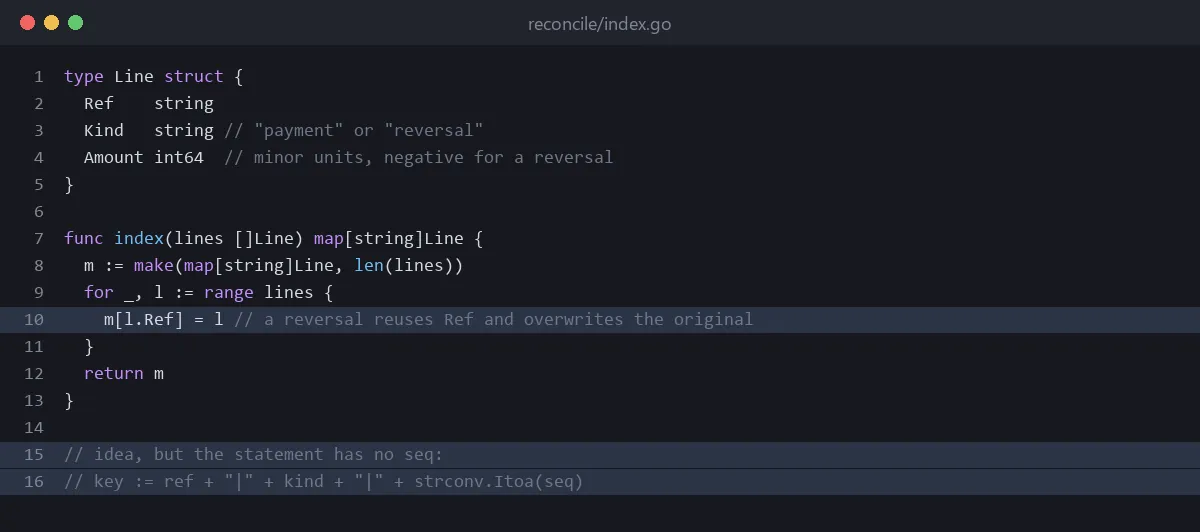 reconcile/index.go
1 type Line struct {
2   Ref    string
3   Kind   string // "payment" or "reversal"
4   Amount int64  // minor units, negative for a reversal
5 }
6
7 func index(lines []Line) map[string]Line {
8   m := make(map[string]Line, len(lines))
9   for _, l := range lines {
10     m[l.Ref] = l // a reversal reuses Ref and overwrites the original
11   }
12   return m
13 }
14
15 // idea, but the statement has no seq:
16 // key := ref + "|" + kind + "|" + strconv.Itoa(seq)